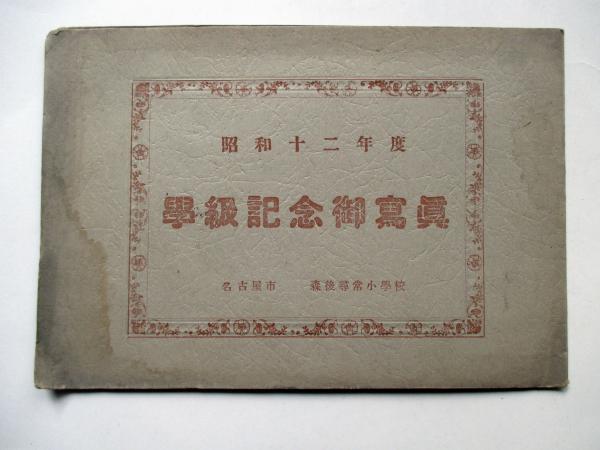 昭和十二年度
學級記念御寫眞
名古屋市 森後尋常小學校